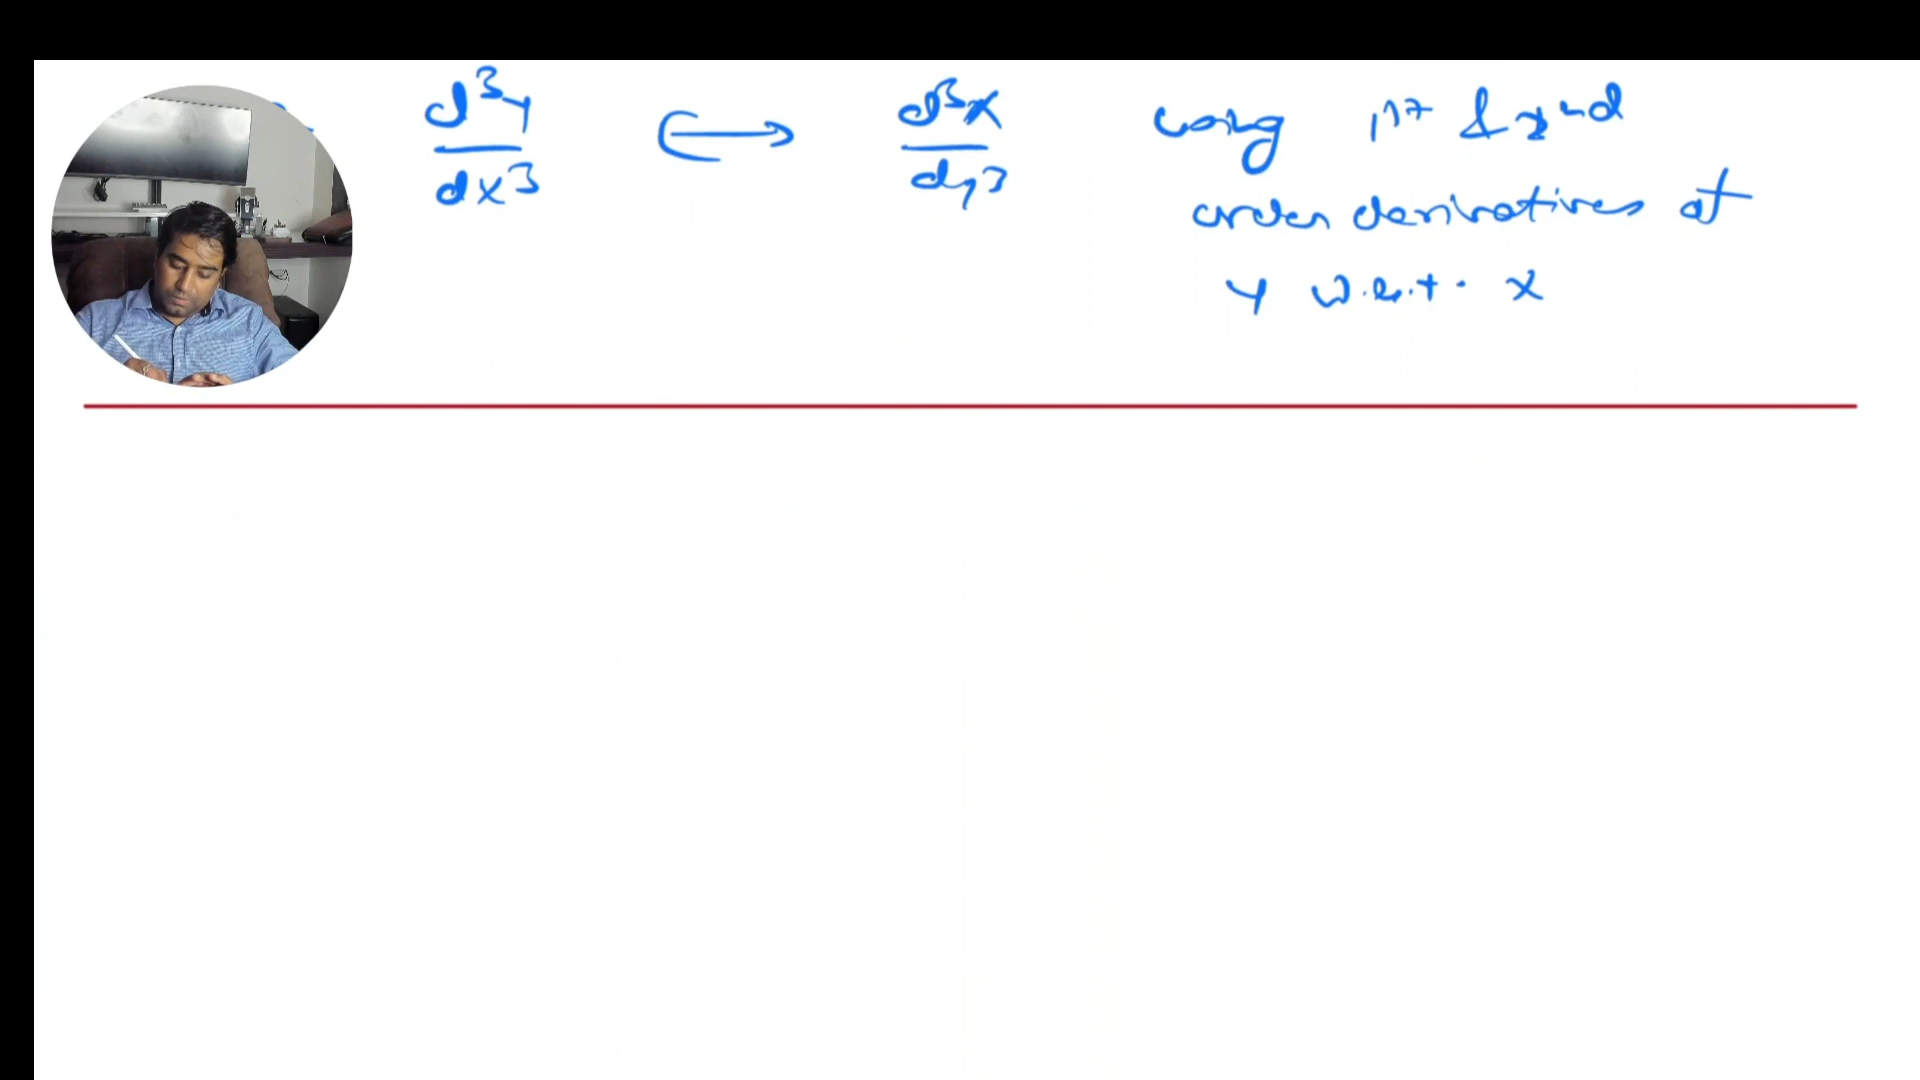 d³y/dx³ ⟷ d³x/dy³ using 1st & 2nd
order derivatives of
y w.r.t. x